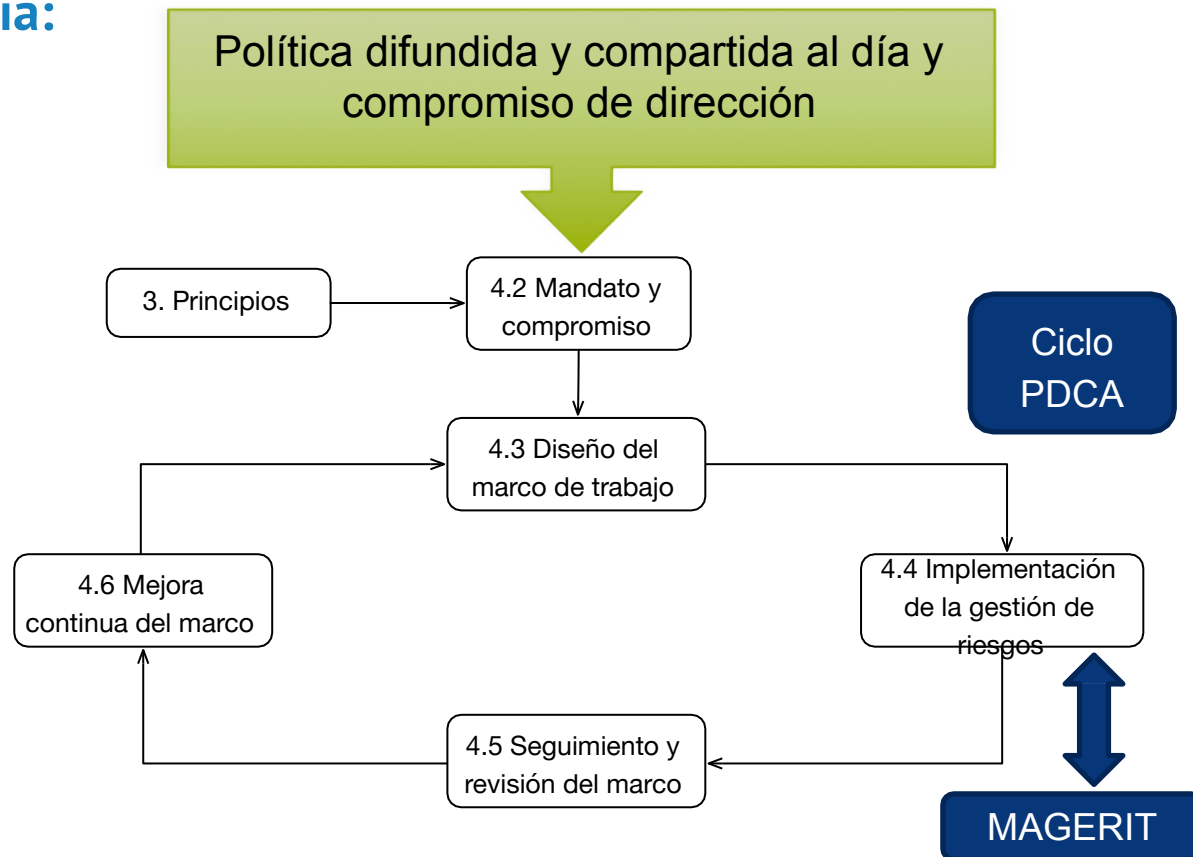 ia:
Política difundida y compartida al día y
compromiso de dirección
3. Principios
4.2 Mandato y
compromiso
Ciclo
PDCA
4.3 Diseño del
marco de trabajo
4.6 Mejora
continua del marco
4.4 Implementación
de la gestión de
riesgos
4.5 Seguimiento y
revisión del marco
MAGERIT